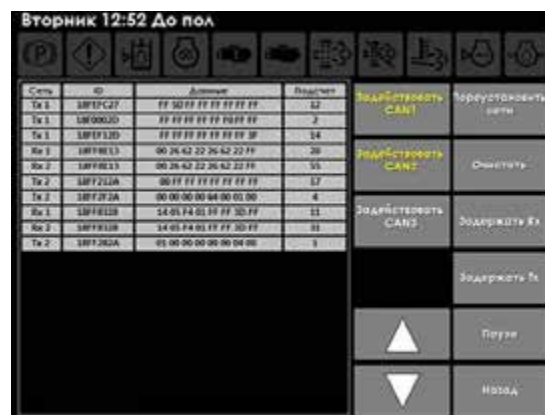 Вторник 12:52 До пол
Сеть ID Данные Подсчет
Tx 1 18FEFC27 FF 5D FF FF FF FF FF FF 12
Tx 1 FF FF FF FF FF F0 FF FF 2
Tx 1 18FEF12D FF FF FF FF FF FF FF 3F 14
Rx 1 18FF8E13 00 26 62 22 26 62 22 FF 28
Rx 2 18FF8E13 00 26 62 22 26 62 22 FF 55
Tx 2 18FF212A 00 FF FF FF FF FF FF FF 17
Tx 2 18FF2F2A 00 00 00 00 64 00 01 00 4
Rx 1 18FF8328 14 05 F4 01 FF FF 3D FF 11
Rx 2 18FF8328 14 05 F4 01 FF FF 3D FF 31
Tx 2 18FF282A 01 00 00 00 00 00 04 00 1
Задействовать CAN1
Переустановить сети
Задействовать CAN2
Очистить
Задействовать CAN3
Задержать Rx
Задержать Tx
Пауза
Назад